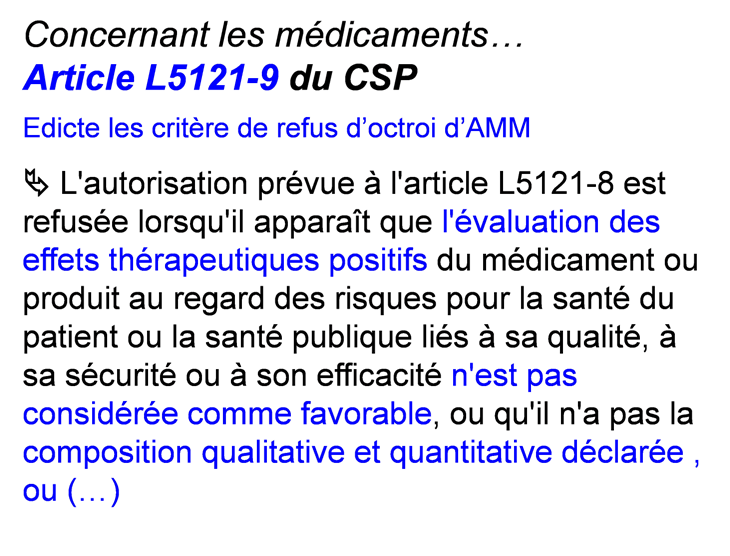 Concernant les médicaments…
Article L5121-9 du CSP
Edicte les critère de refus d’octroi d’AMM
L'autorisation prévue à l'article L5121-8 est
refusée lorsqu'il apparaît que l'évaluation des
effets thérapeutiques positifs du médicament ou
produit au regard des risques pour la santé du
patient ou la santé publique liés à sa qualité, à
sa sécurité ou à son efficacité n'est pas
considérée comme favorable, ou qu'il n'a pas la
composition qualitative et quantitative déclarée ,
ou (…)